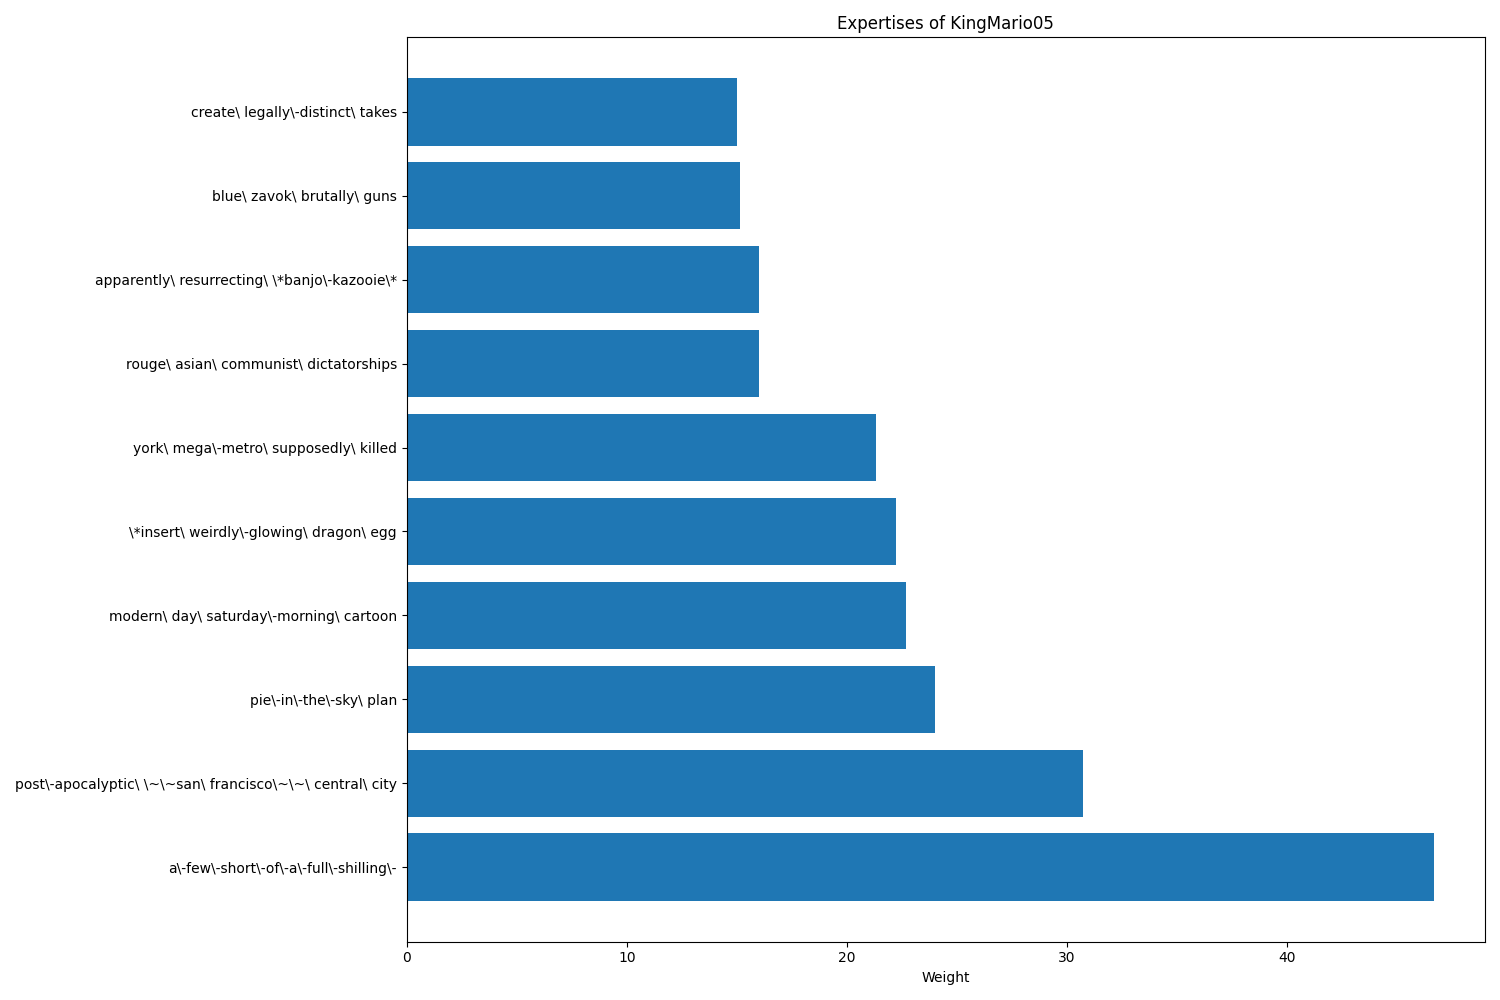 Expertises of KingMario05
create\ legally\-distinct\ takes
blue\ zavok\ brutally\ guns
apparently\ resurrecting\ \*banjo\-kazooie\*
rouge\ asian\ communist\ dictatorships
york\ mega\-metro\ supposedly\ killed
\*insert\ weirdly\-glowing\ dragon\ egg
modern\ day\ saturday\-morning\ cartoon
pie\-in\-the\-sky\ plan
post\-apocalyptic\ \~\~san\ francisco\~\~\ central\ city
a\-few\-short\-of\-a\-full\-shilling\-
0 10 20 30 40
Weight